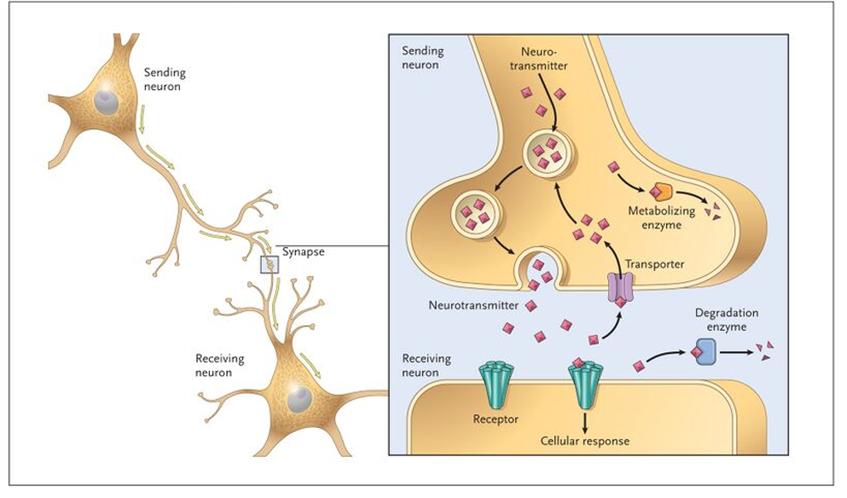 Sending
neuron
Synapse
Receiving
neuron
Sending
neuron
Neuro-
transmitter
Metabolizing
enzyme
Transporter
Neurotransmitter
Degradation
enzyme
Receiving
neuron
Receptor
Cellular response